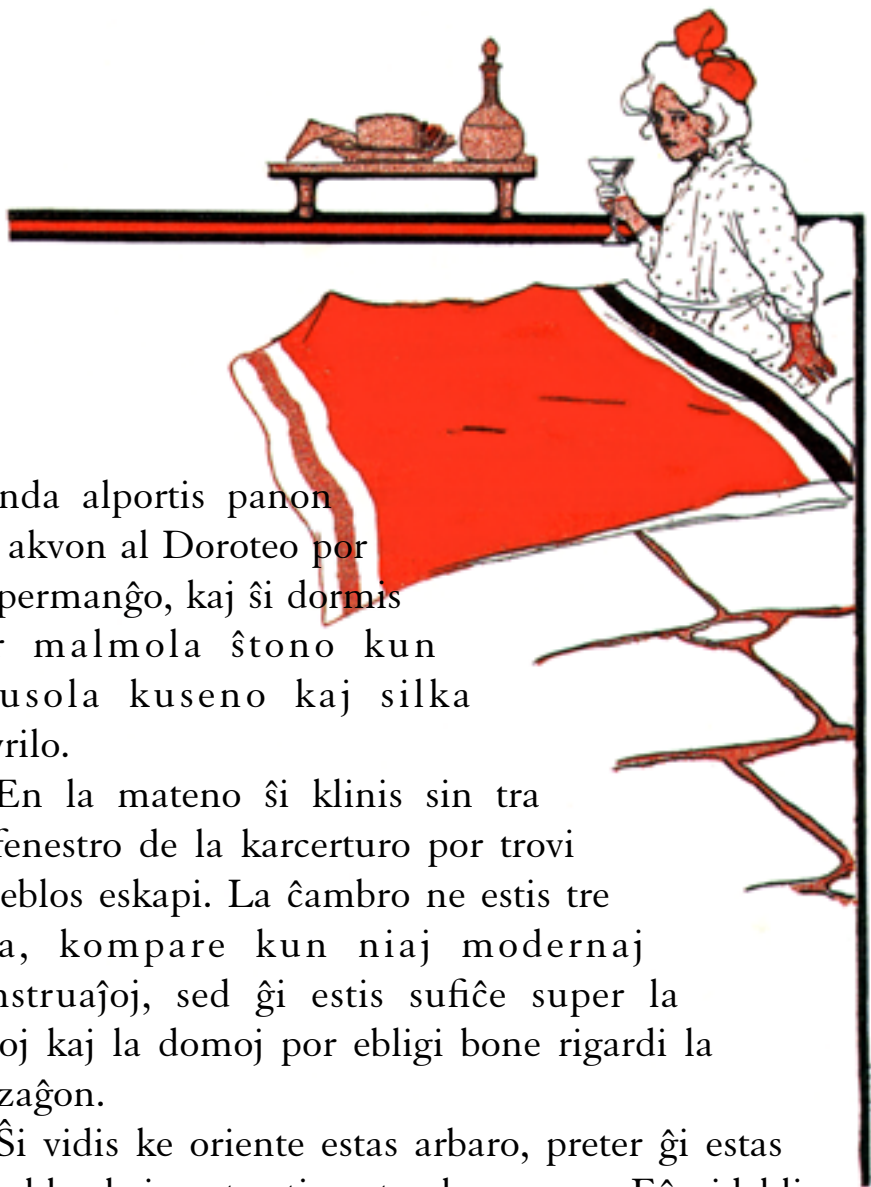 nda alportis panon
akvon al Doroteo por
permanĝo, kaj ŝi dormis
malmola ŝtono kun
usola kuseno kaj silka
vrilo.
En la mateno ŝi klinis sin tra
fenestro de la karcerturo por trovi
eblos eskapi. La ĉambro ne estis tre
a, kompare kun niaj modernaj
nstruaĵoj, sed ĝi estis sufiĉe super la
oj kaj la domoj por ebligi bone rigardi la
zaĝon.
Ŝi vidis ke oriente estas arbaro, preter ĝi estas